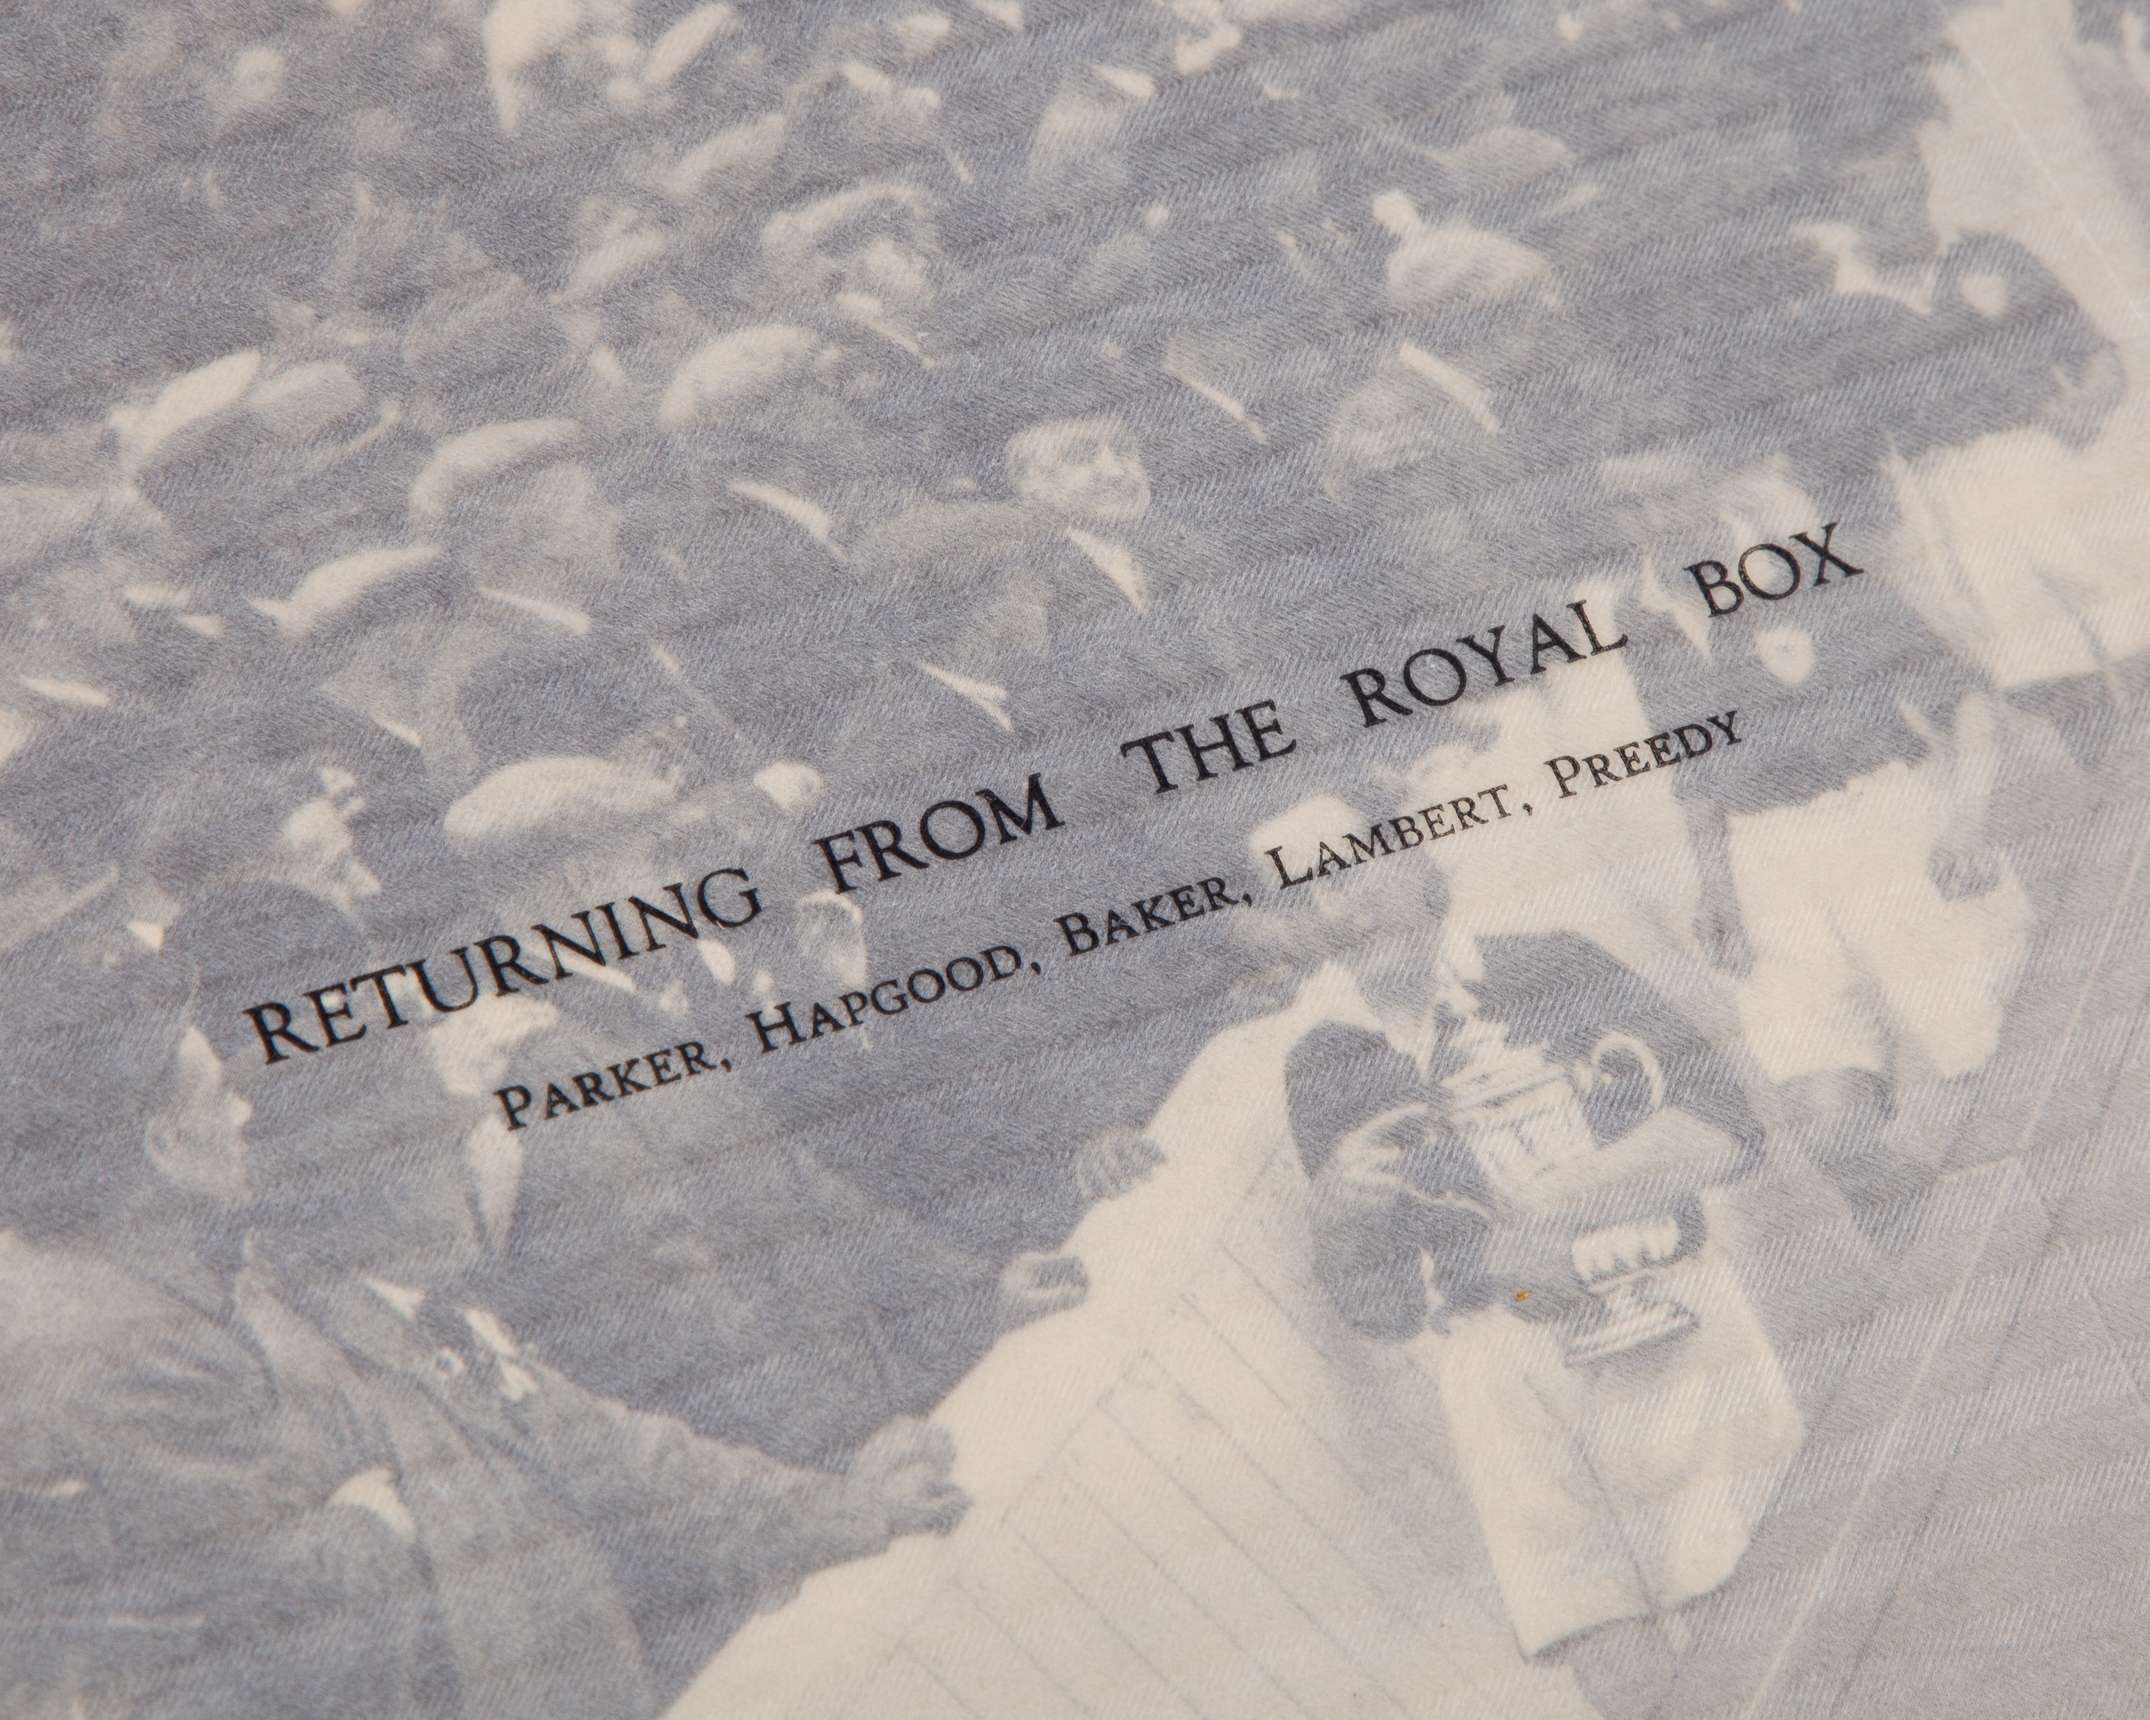 RETURNING FROM THE ROYAL BOX
PARKER, HAPGOOD, BAKER, LAMBERT, PREEDY